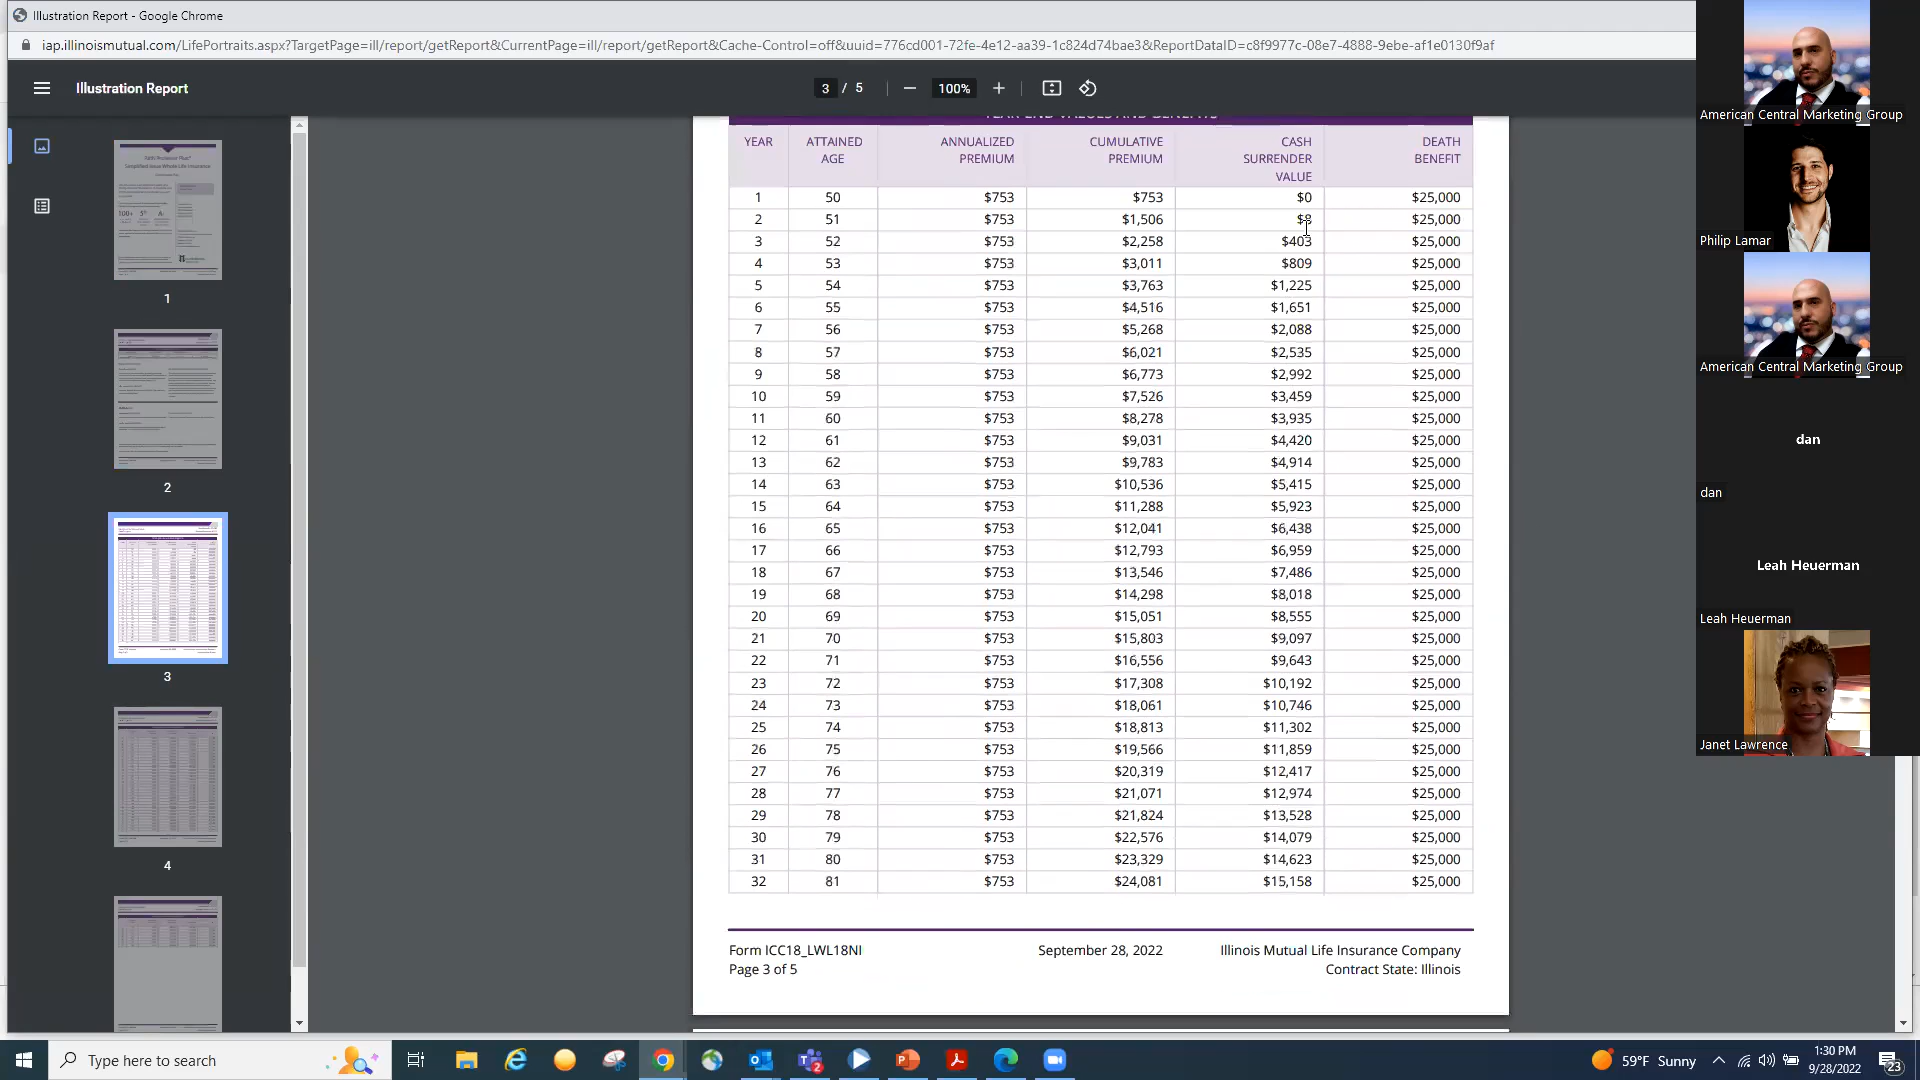 Illustration Report - Google Chrome
iap.illinoismutual.com/LifePortraits.aspx?TargetPage=ill/report/getReport&CurrentPage=ill/report/getReport&Cache-Control=off&uuid=776cd001-72fe-4e12-aa39-1c824d74bae3&ReportDataID=c8f9977c-08e7-4888-9ebe-af1e0130f9af
Illustration Report
3 / 5
100%
YEAR END VALUES AND BENEFITS
YEAR ATTAINED AGE ANNUALIZED PREMIUM CUMULATIVE PREMIUM CASH SURRENDER VALUE DEATH BENEFIT
1 50 $753 $753 $0 $25,000
2 51 $753 $1,506 $8 $25,000
3 52 $753 $2,258 $403 $25,000
4 53 $753 $3,011 $809 $25,000
5 54 $753 $3,763 $1,225 $25,000
6 55 $753 $4,516 $1,651 $25,000
7 56 $753 $5,268 $2,088 $25,000
8 57 $753 $6,021 $2,535 $25,000
9 58 $753 $6,773 $2,992 $25,000
10 59 $753 $7,526 $3,459 $25,000
11 60 $753 $8,278 $3,935 $25,000
12 61 $753 $9,031 $4,420 $25,000
13 62 $753 $9,783 $4,914 $25,000
14 63 $753 $10,536 $5,415 $25,000
15 64 $753 $11,288 $5,923 $25,000
16 65 $753 $12,041 $6,438 $25,000
17 66 $753 $12,793 $6,959 $25,000
18 67 $753 $13,546 $7,486 $25,000
19 68 $753 $14,298 $8,018 $25,000
20 69 $753 $15,051 $8,555 $25,000
21 70 $753 $15,803 $9,097 $25,000
22 71 $753 $16,556 $9,643 $25,000
23 72 $753 $17,308 $10,192 $25,000
24 73 $753 $18,061 $10,746 $25,000
25 74 $753 $18,813 $11,302 $25,000
26 75 $753 $19,566 $11,859 $25,000
27 76 $753 $20,319 $12,417 $25,000
28 77 $753 $21,071 $12,974 $25,000
29 78 $753 $21,824 $13,528 $25,000
30 79 $753 $22,576 $14,079 $25,000
31 80 $753 $23,329 $14,623 $25,000
32 81 $753 $24,081 $15,158 $25,000
Form ICC18_LWL18NI September 28, 2022 Illinois Mutual Life Insurance Company
Page 3 of 5 Contract State: Illinois
1
2
3
4
American Central Marketing Group
Philip Lamar
American Central Marketing Group
dan
dan
Leah Heuerman
Leah Heuerman
Janet Lawrence
Type here to search
2
59°F Sunny
1:30 PM
9/28/2022
23